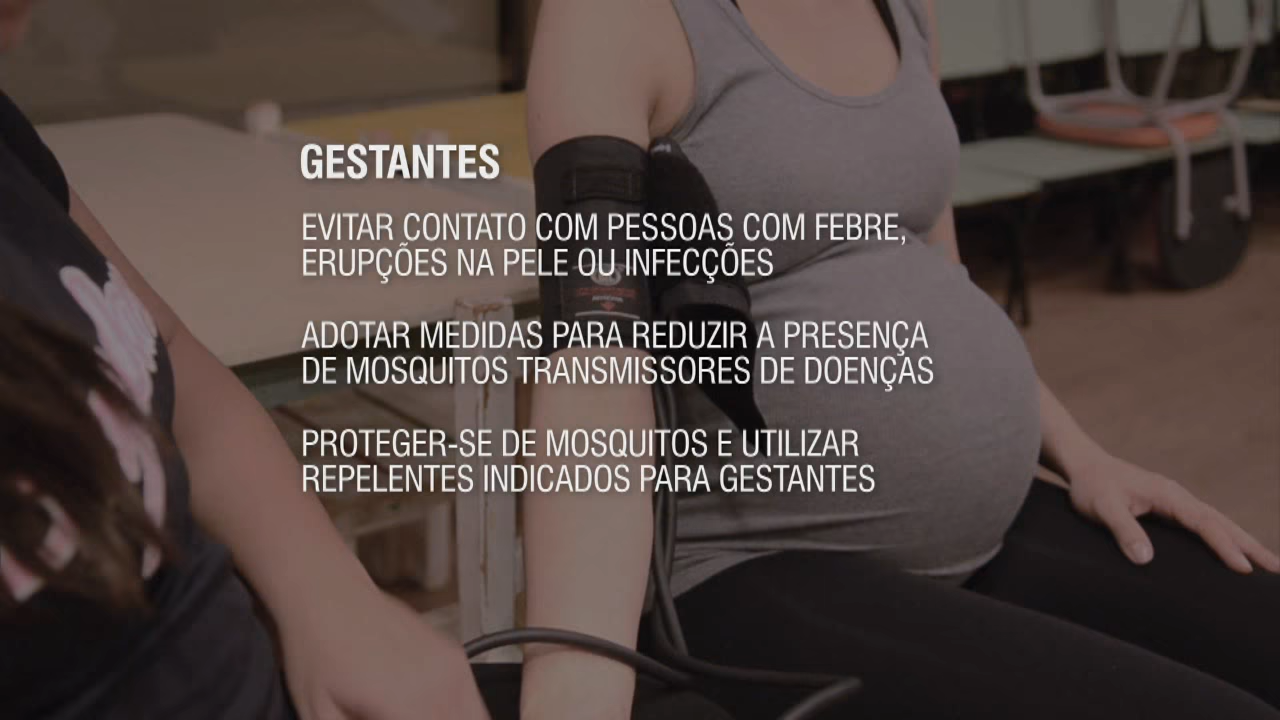 GESTANTES
EVITAR CONTATO COM PESSOAS COM FEBRE,
ERUPÇÕES NA PELE OU INFECÇÕES
ADOTAR MEDIDAS PARA REDUZIR A PRESENÇA
DE MOSQUITOS TRANSMISSORES DE DOENÇAS
PROTEGER-SE DE MOSQUITOS E UTILIZAR
REPELENTES INDICADOS PARA GESTANTES